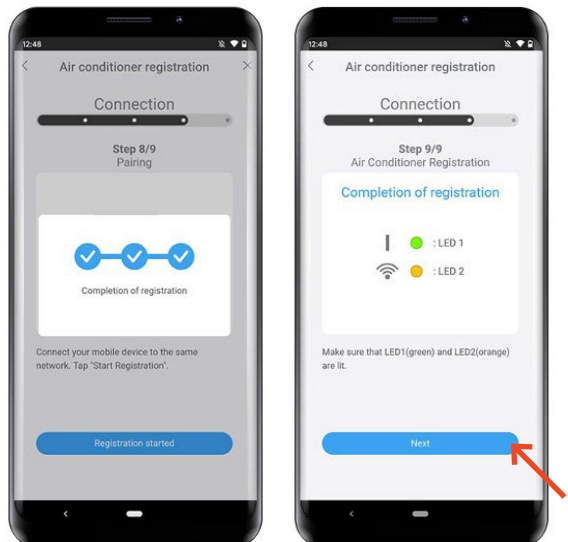 12:48
Air conditioner registration
Connection
Step 8/9
Pairing
Completion of registration
Connect your mobile device to the same
network. Tap "Start Registration".
Registration started
12:48
Air conditioner registration
Connection
Step 9/9
Air Conditioner Registration
Completion of registration
: LED 1
: LED 2
Make sure that LED1(green) and LED2(orange)
are lit.
Next